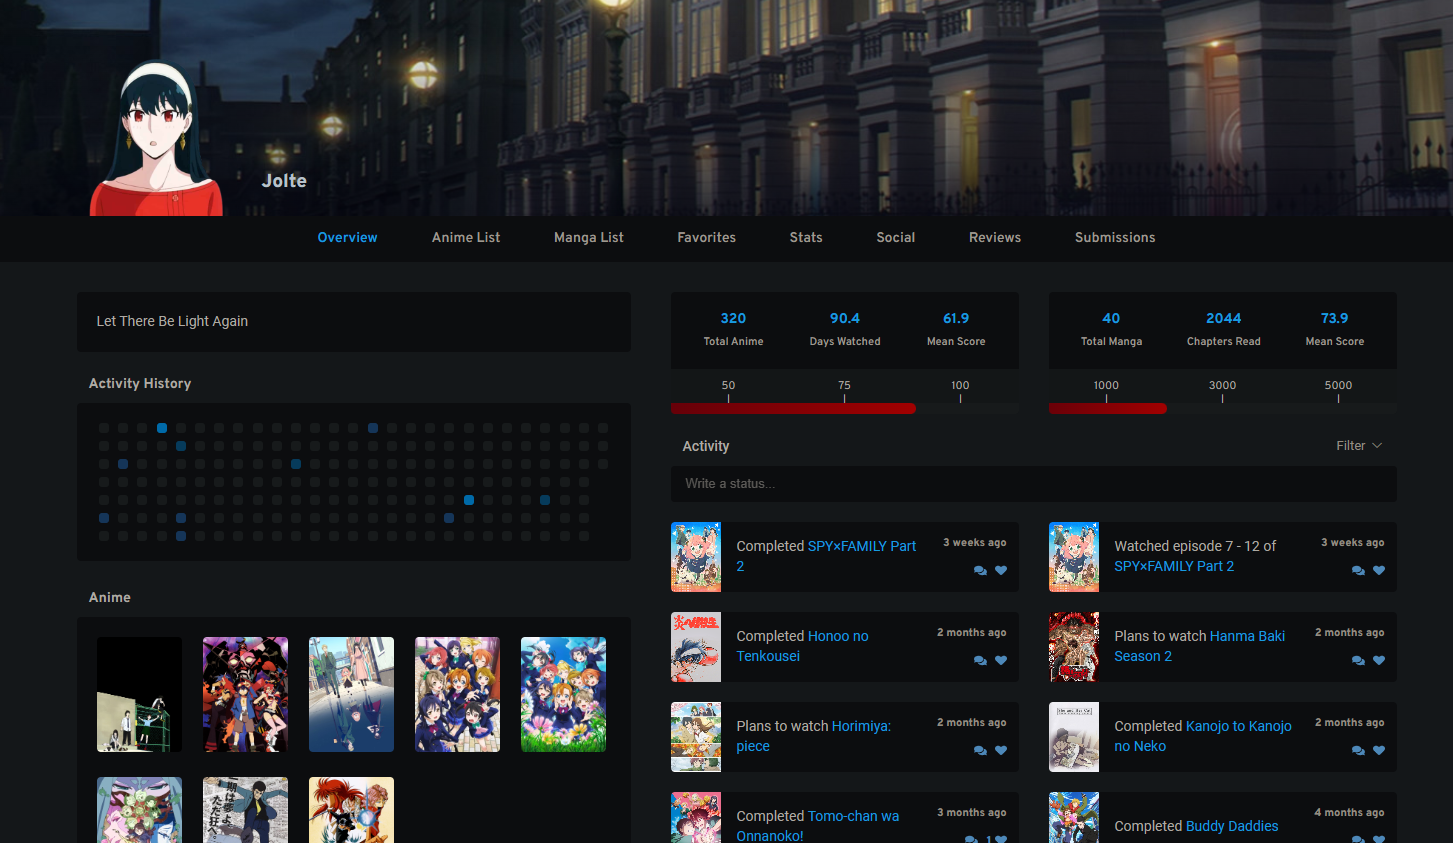 Jolte
Overview Anime List Manga List Favorites Stats Social Reviews Submissions
Let There Be Light Again
Activity History
Anime
320 90.4 61.9
Total Anime Days Watched Mean Score
50 75 100
40 2044 73.9
Total Manga Chapters Read Mean Score
1000 3000 5000
Activity Filter
Write a status...
Completed SPY×FAMILY Part
2
3 weeks ago
Watched episode 7 - 12 of
SPY×FAMILY Part 2
3 weeks ago
Completed Honoo no
Tenkousei
2 months ago
Plans to watch Hanma Baki
Season 2
2 months ago
Plans to watch Horimiya:
piece
2 months ago
Completed Kanojo to Kanojo
no Neko
2 months ago
Completed Tomo-chan wa
Onnanoko!
3 months ago
1
Completed Buddy Daddies
4 months ago